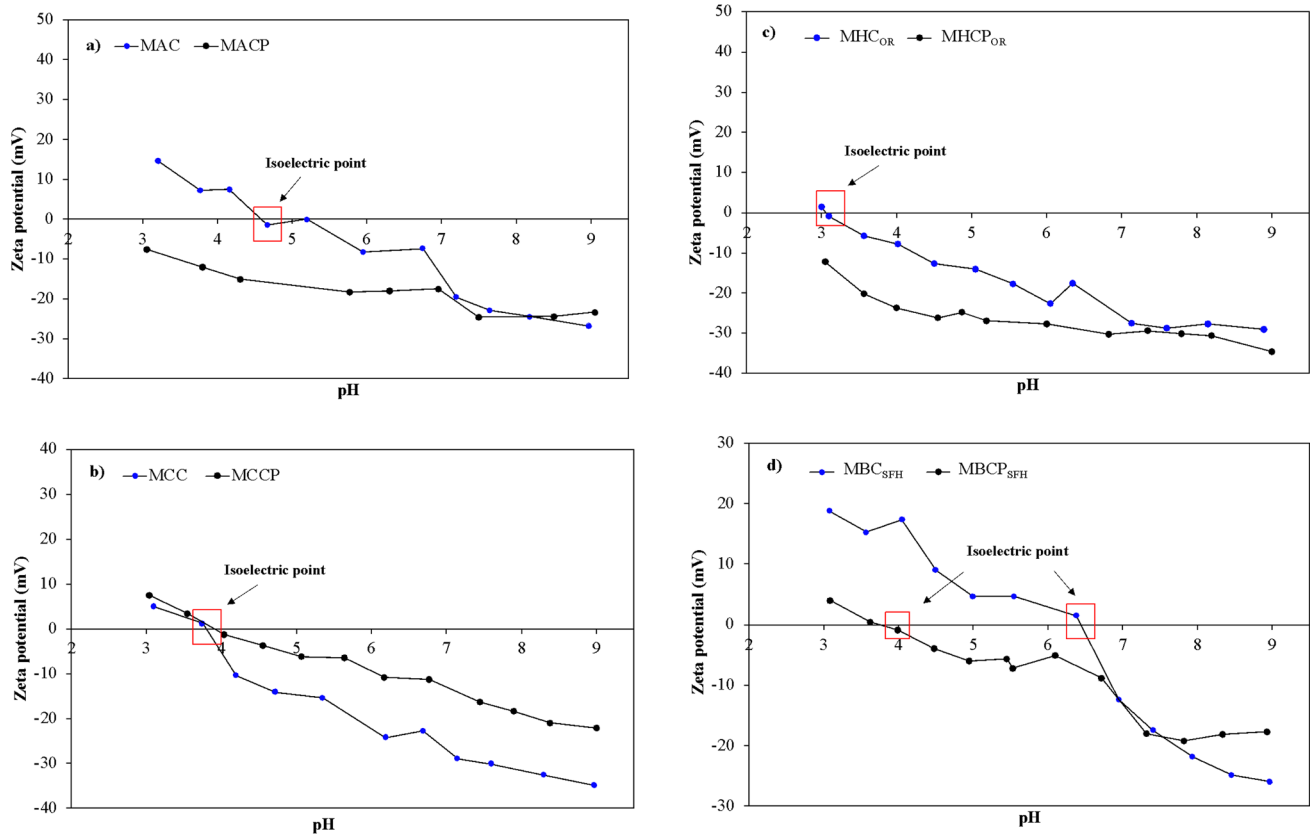 a) MAC MACP
50
40
30
20
10
0
-10
-20
-30
-40
2 3 4 5 6 7 8 9
Zeta potential (mV)
pH
Isoelectric point
c) MHC_OR MHCP_OR
50
40
30
20
10
0
-10
-20
-30
-40
2 3 4 5 6 7 8 9
Zeta potential (mV)
pH
Isoelectric point
b) MCC MCCP
40
30
20
10
0
-10
-20
-30
-40
2 3 4 5 6 7 8 9
Zeta potential (mV)
pH
Isoelectric point
d) MBC_SFH MBCP_SFH
30
20
10
0
-10
-20
-30
2 3 4 5 6 7 8 9
Zeta potential (mV)
pH
Isoelectric point